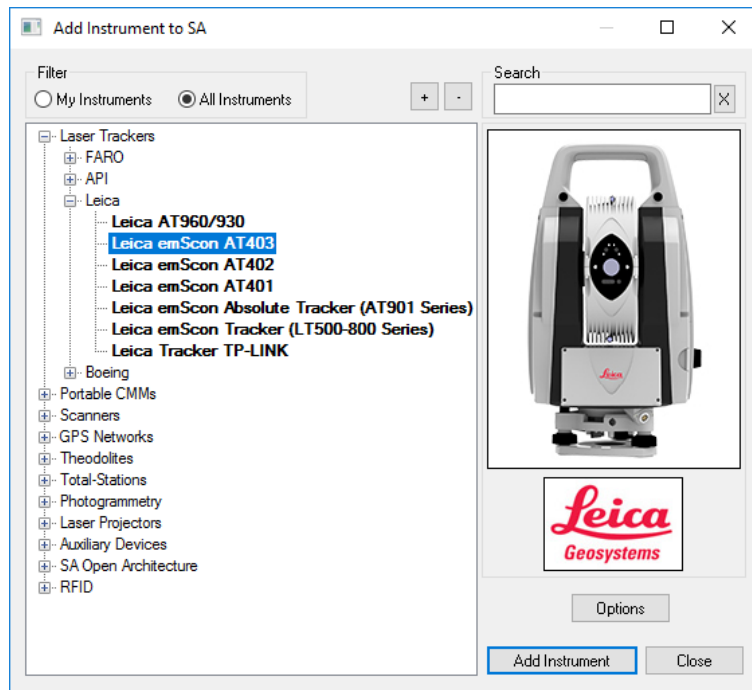 Add Instrument to SA
Filter
My Instruments All Instruments
+ -
Search
X
Laser Trackers
FARO
API
Leica
Leica AT960/930
Leica emScon AT403
Leica emScon AT402
Leica emScon AT401
Leica emScon Absolute Tracker (AT901 Series)
Leica emScon Tracker (LT500-800 Series)
Leica Tracker TP-LINK
Boeing
Portable CMMs
Scanners
GPS Networks
Theodolites
Total-Stations
Photogrammetry
Laser Projectors
Auxiliary Devices
SA Open Architecture
RFID
Leica
Leica
Geosystems
Options
Add Instrument Close